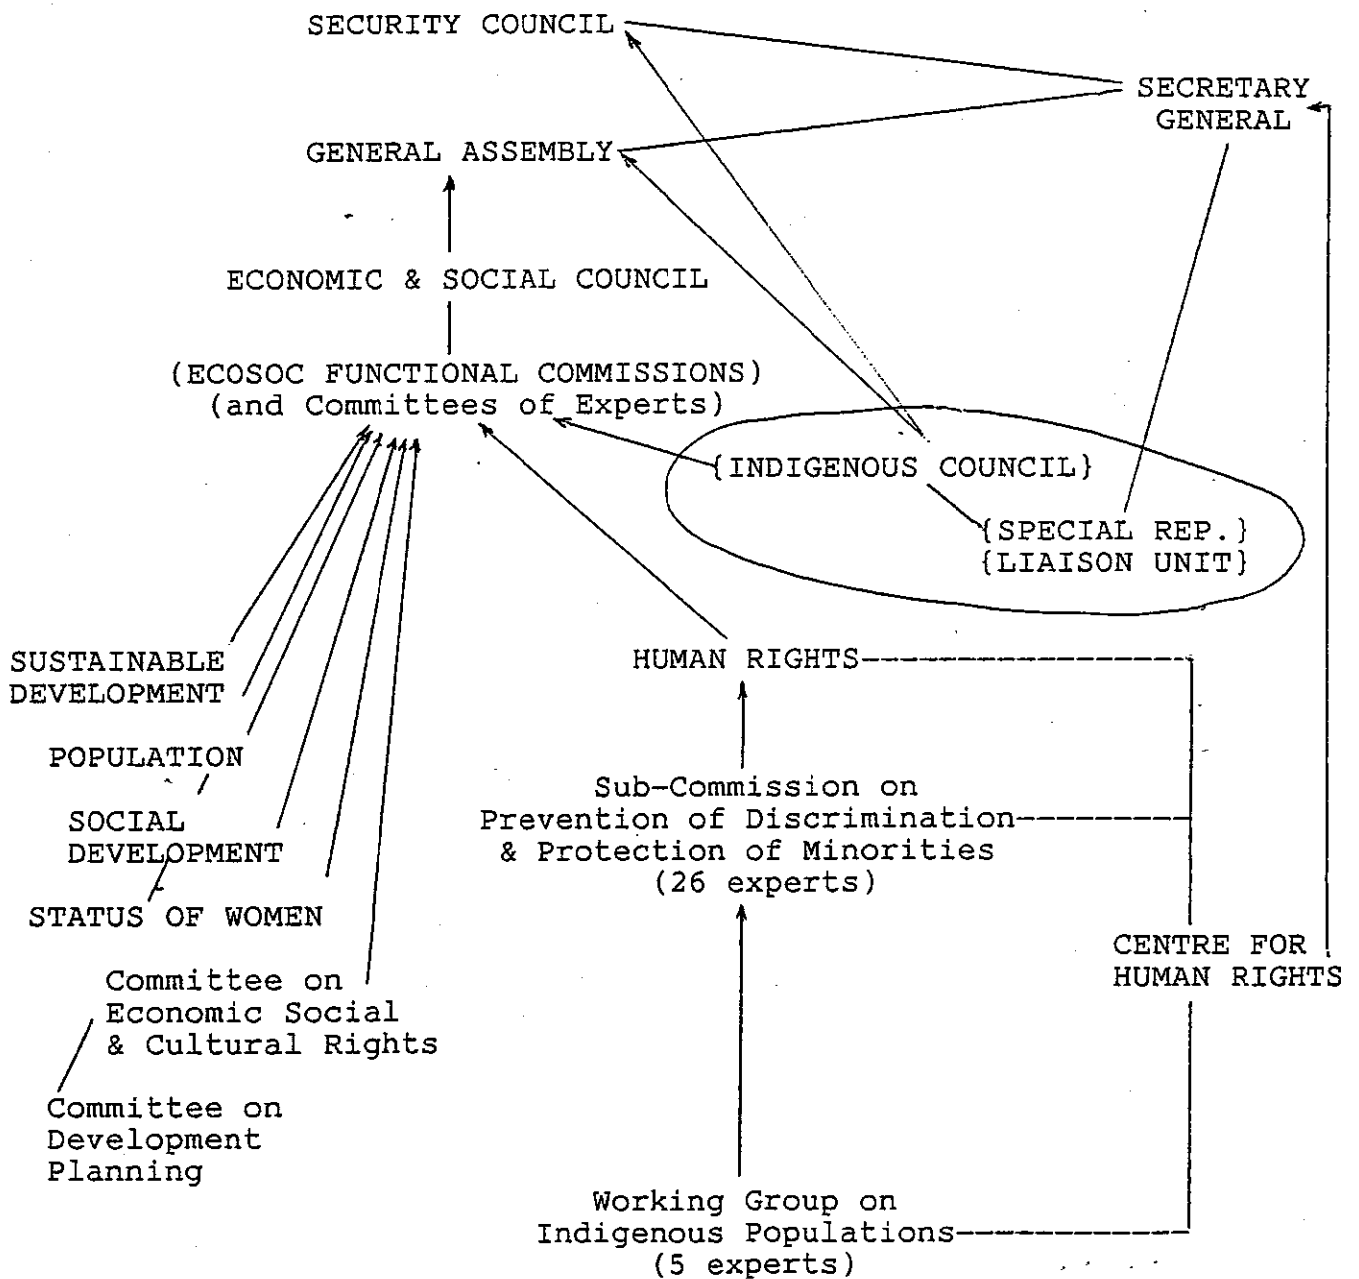 SECURITY COUNCIL
SECRETARY
GENERAL
GENERAL ASSEMBLY
ECONOMIC & SOCIAL COUNCIL
(ECOSOC FUNCTIONAL COMMISSIONS)
(and Committees of Experts)
{INDIGENOUS COUNCIL}
{SPECIAL REP.}
{LIAISON UNIT}
SUSTAINABLE
DEVELOPMENT
HUMAN RIGHTS
POPULATION
SOCIAL
DEVELOPMENT
Sub-Commission on
Prevention of Discrimination
& Protection of Minorities
(26 experts)
STATUS OF WOMEN
CENTRE FOR
HUMAN RIGHTS
Committee on
Economic Social
& Cultural Rights
Committee on
Development
Planning
Working Group on
Indigenous Populations
(5 experts)